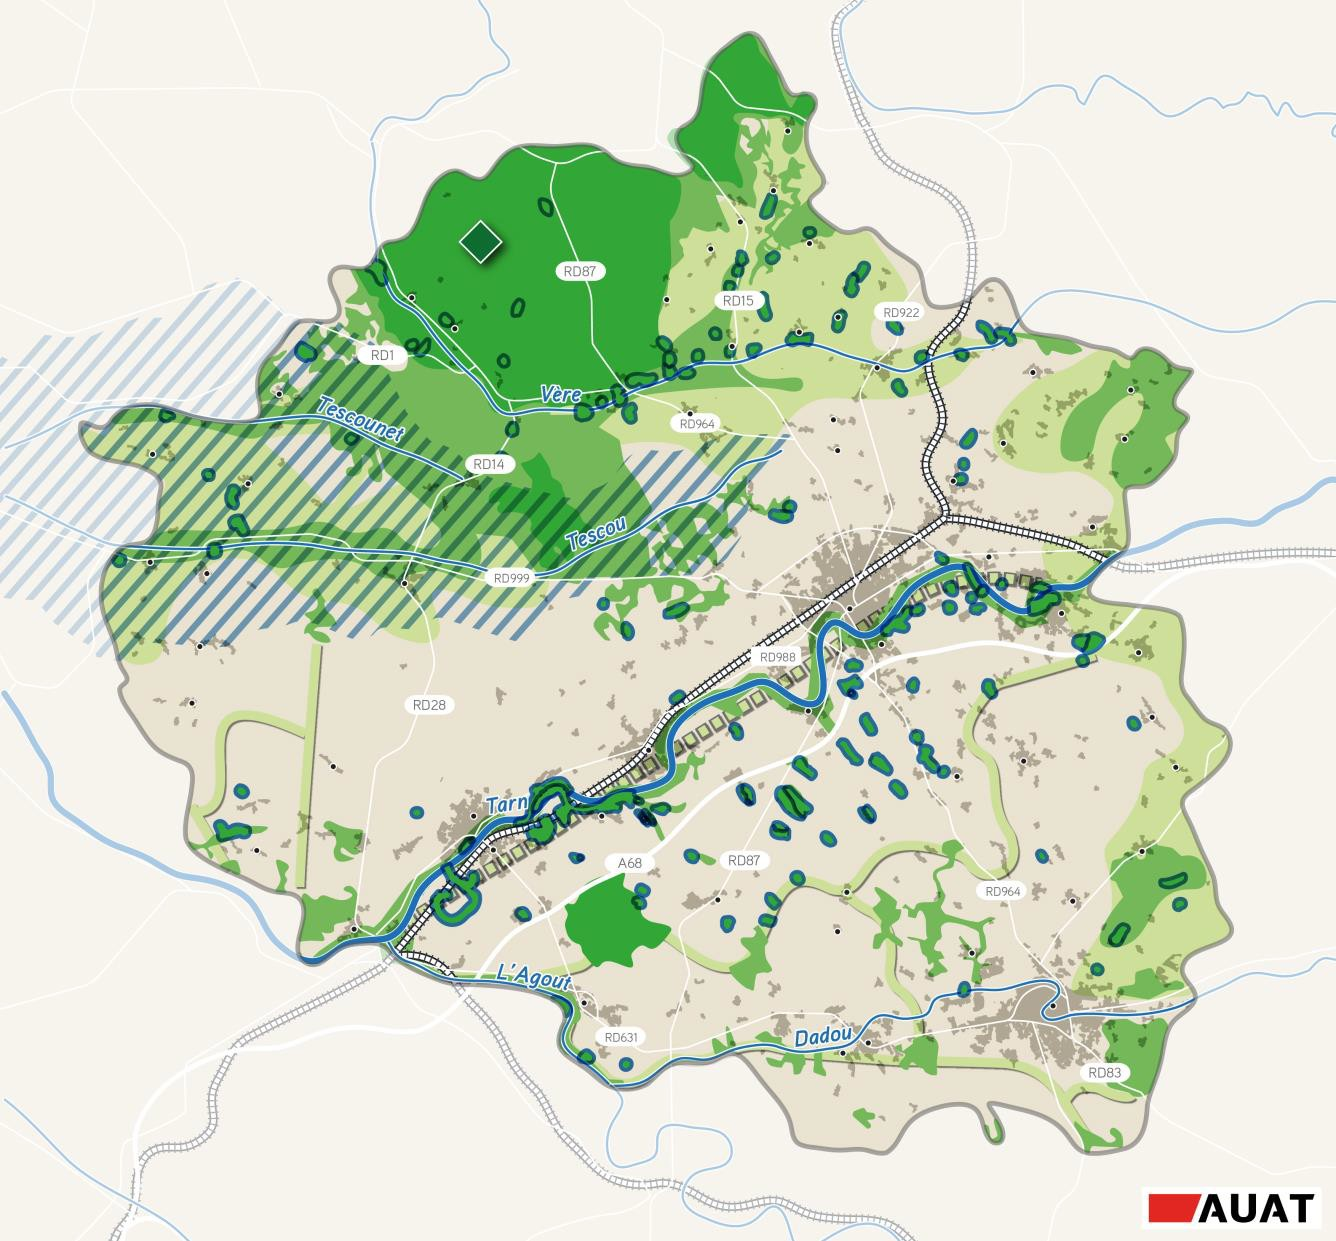 RD87
RD15
RD922
RD1
Vère
Tescounet
RD964
RD14
Tescou
RD999
RD988
RD28
Tarn
A68
RD87
RD964
L'Agout
RD631
Dadou
RD83
AUAT